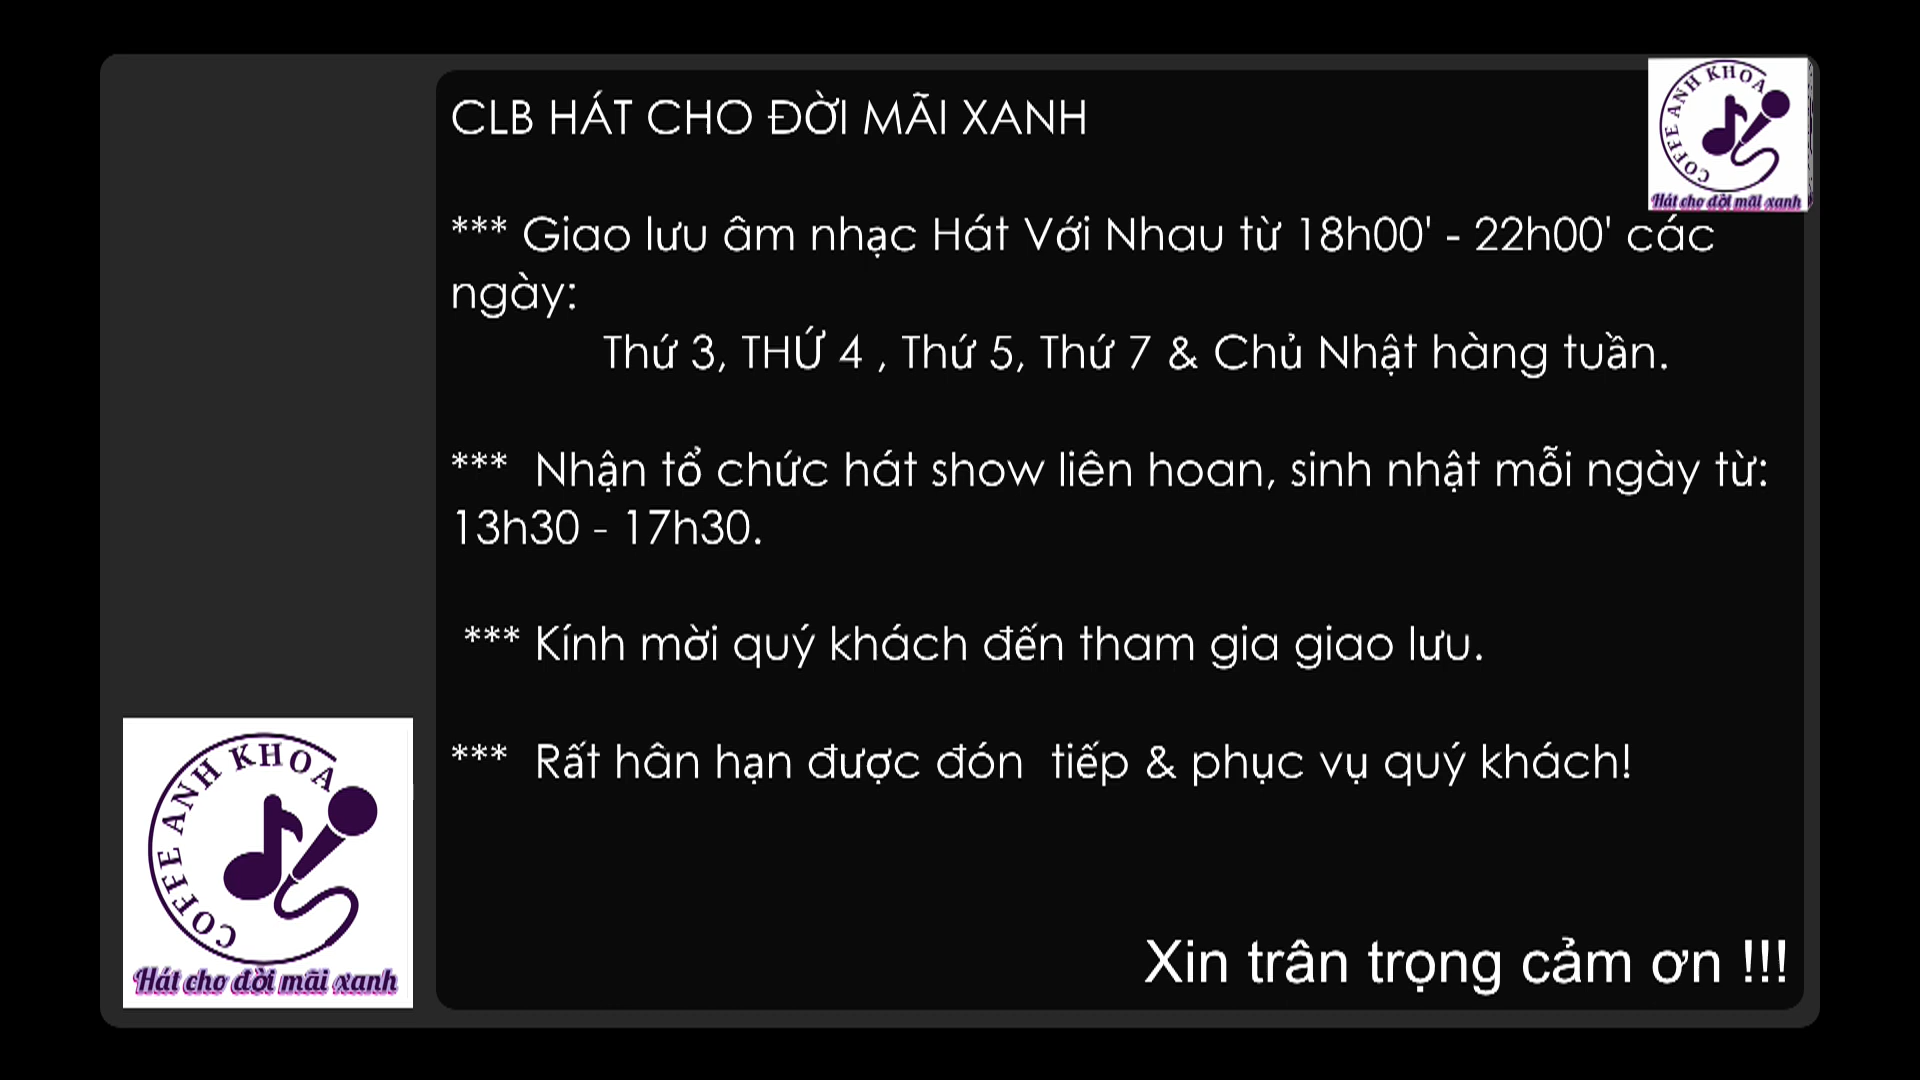 CLB HÁT CHO ĐỜI MÃI XANH
COFFE ANH KHOA
Hát cho đời mãi xanh
*** Giao lưu âm nhạc Hát Với Nhau từ 18h00' - 22h00' các
ngày:
Thứ 3, THỨ 4 , Thứ 5, Thứ 7 & Chủ Nhật hàng tuần.
***  Nhận tổ chức hát show liên hoan, sinh nhật mỗi ngày từ:
13h30 - 17h30.
*** Kính mời quý khách đến tham gia giao lưu.
***  Rất hân hạn được đón  tiếp & phục vụ quý khách!
COFFE ANH KHOA
Hát cho đời mãi xanh
Xin trân trọng cảm ơn !!!